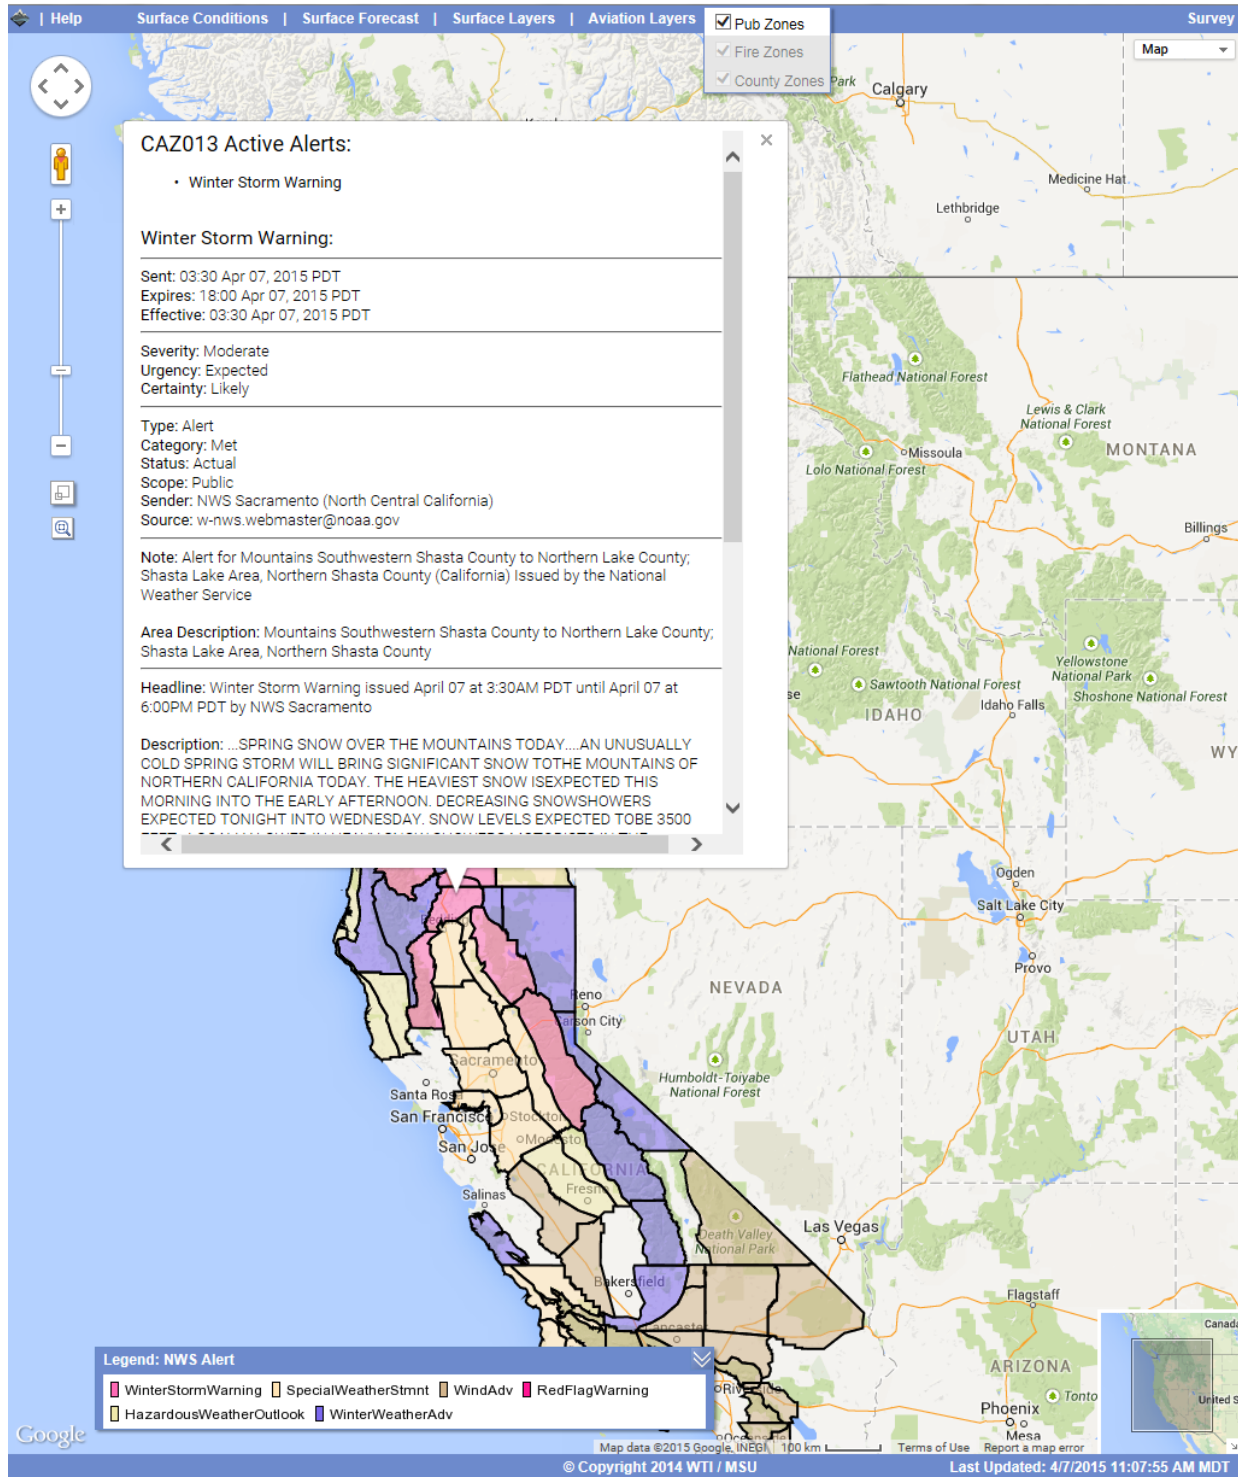 | Help Surface Conditions | Surface Forecast | Surface Layers | Aviation Layers Survey
Pub Zones
Fire Zones
County Zones
Map
Park
Calgary
Medicine Hat
Lethbridge
CAZ013 Active Alerts:
• Winter Storm Warning
Winter Storm Warning:
Sent: 03:30 Apr 07, 2015 PDT
Expires: 18:00 Apr 07, 2015 PDT
Effective: 03:30 Apr 07, 2015 PDT
Severity: Moderate
Urgency: Expected
Certainty: Likely
Type: Alert
Category: Met
Status: Actual
Scope: Public
Sender: NWS Sacramento (North Central California)
Source: w-nws.webmaster@noaa.gov
Note: Alert for Mountains Southwestern Shasta County to Northern Lake County;
Shasta Lake Area, Northern Shasta County (California) Issued by the National
Weather Service
Area Description: Mountains Southwestern Shasta County to Northern Lake County;
Shasta Lake Area, Northern Shasta County
Headline: Winter Storm Warning issued April 07 at 3:30AM PDT until April 07 at
6:00PM PDT by NWS Sacramento
Description: ...SPRING SNOW OVER THE MOUNTAINS TODAY....AN UNUSUALLY
COLD SPRING STORM WILL BRING SIGNIFICANT SNOW TOTHE MOUNTAINS OF
NORTHERN CALIFORNIA TODAY. THE HEAVIEST SNOW ISEXPECTED THIS
MORNING INTO THE EARLY AFTERNOON. DECREASING SNOWSHOWERS
EXPECTED TONIGHT INTO WEDNESDAY. SNOW LEVELS EXPECTED TOBE 3500
Flathead National Forest
Lewis & Clark
National Forest
Missoula
MONTANA
Lolo National Forest
Billings
National Forest
Yellowstone
National Park
Sawtooth National Forest
Shoshone National Forest
Idaho Falls
IDAHO
WY
Ogden
Salt Lake City
Provo
Redding
NEVADA
Reno
Carson City
UTAH
Sacramento
Humboldt-Toiyabe
National Forest
Santa Rosa
San Francisco
Stockton
Modesto
San Jose
CALIFORNIA
Fresno
Salinas
Las Vegas
Death Valley
National Park
Bakersfield
Flagstaff
Lancaster
Canada
United S
ARIZONA
Tonto
Phoenix
Mesa
Riverside
Oceanside
Legend: NWS Alert
WinterStormWarning SpecialWeatherStmnt WindAdv RedFlagWarning
HazardousWeatherOutlook WinterWeatherAdv
Google
Map data ©2015 Google, INEGI 100 km Terms of Use Report a map error
© Copyright 2014 WTI / MSU Last Updated: 4/7/2015 11:07:55 AM MDT